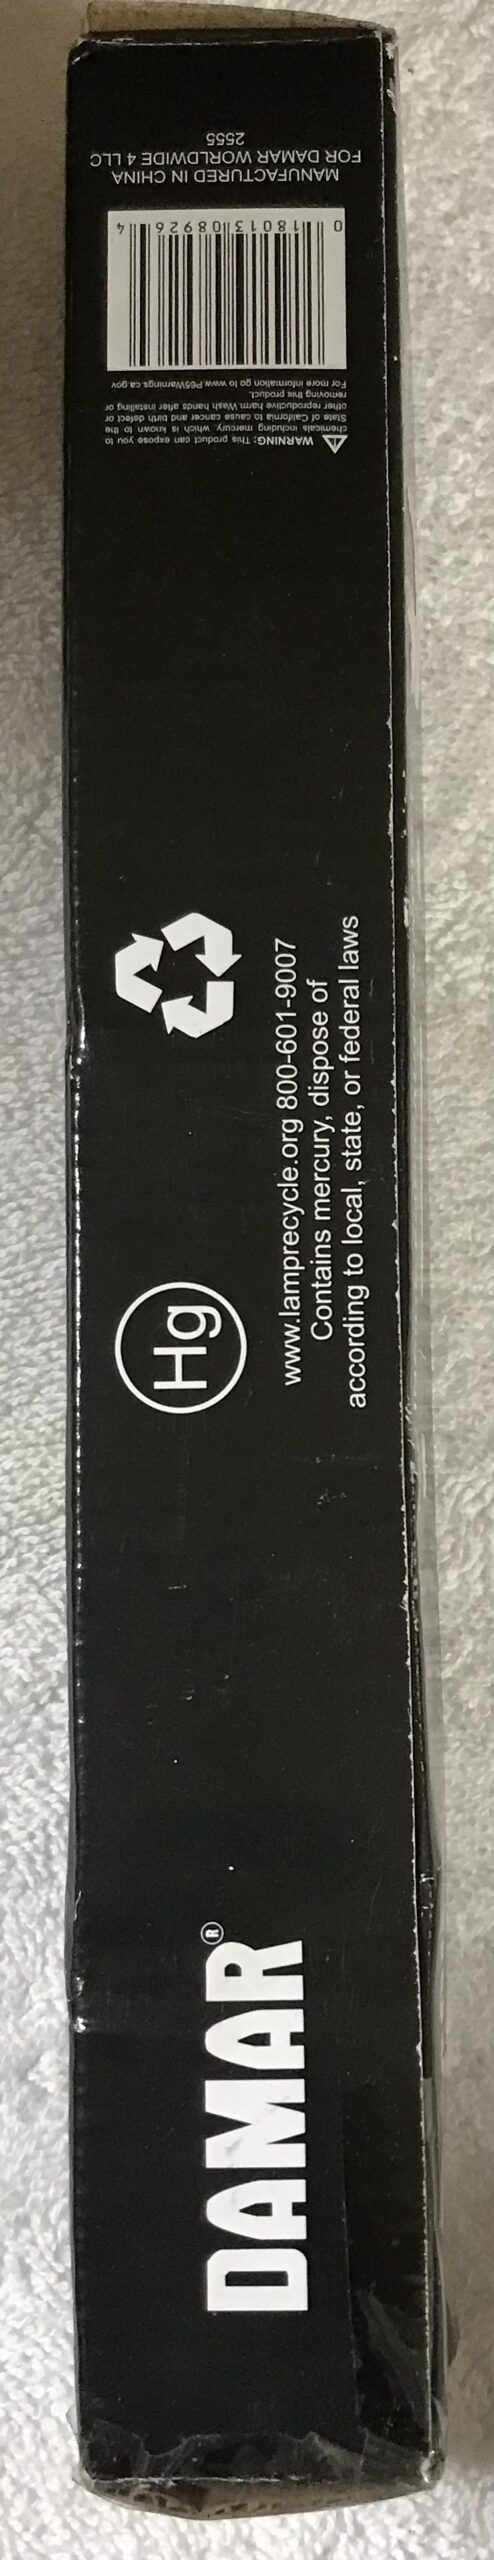 DAMAR®
Hg
www.lamprecycle.org 800-601-9007
Contains mercury, dispose of
according to local, state, or federal laws
WARNING: This product can expose you to
chemicals including mercury, which is known to the
State of California to cause cancer and birth defect or
other reproductive harm. Wash hands after installing or
removing this product.
For more information go to www.P65Warnings.ca.gov
0 18013 08926 4
MANUFACTURED IN CHINA
FOR DAMAR WORLDWIDE 4 LLC
2555